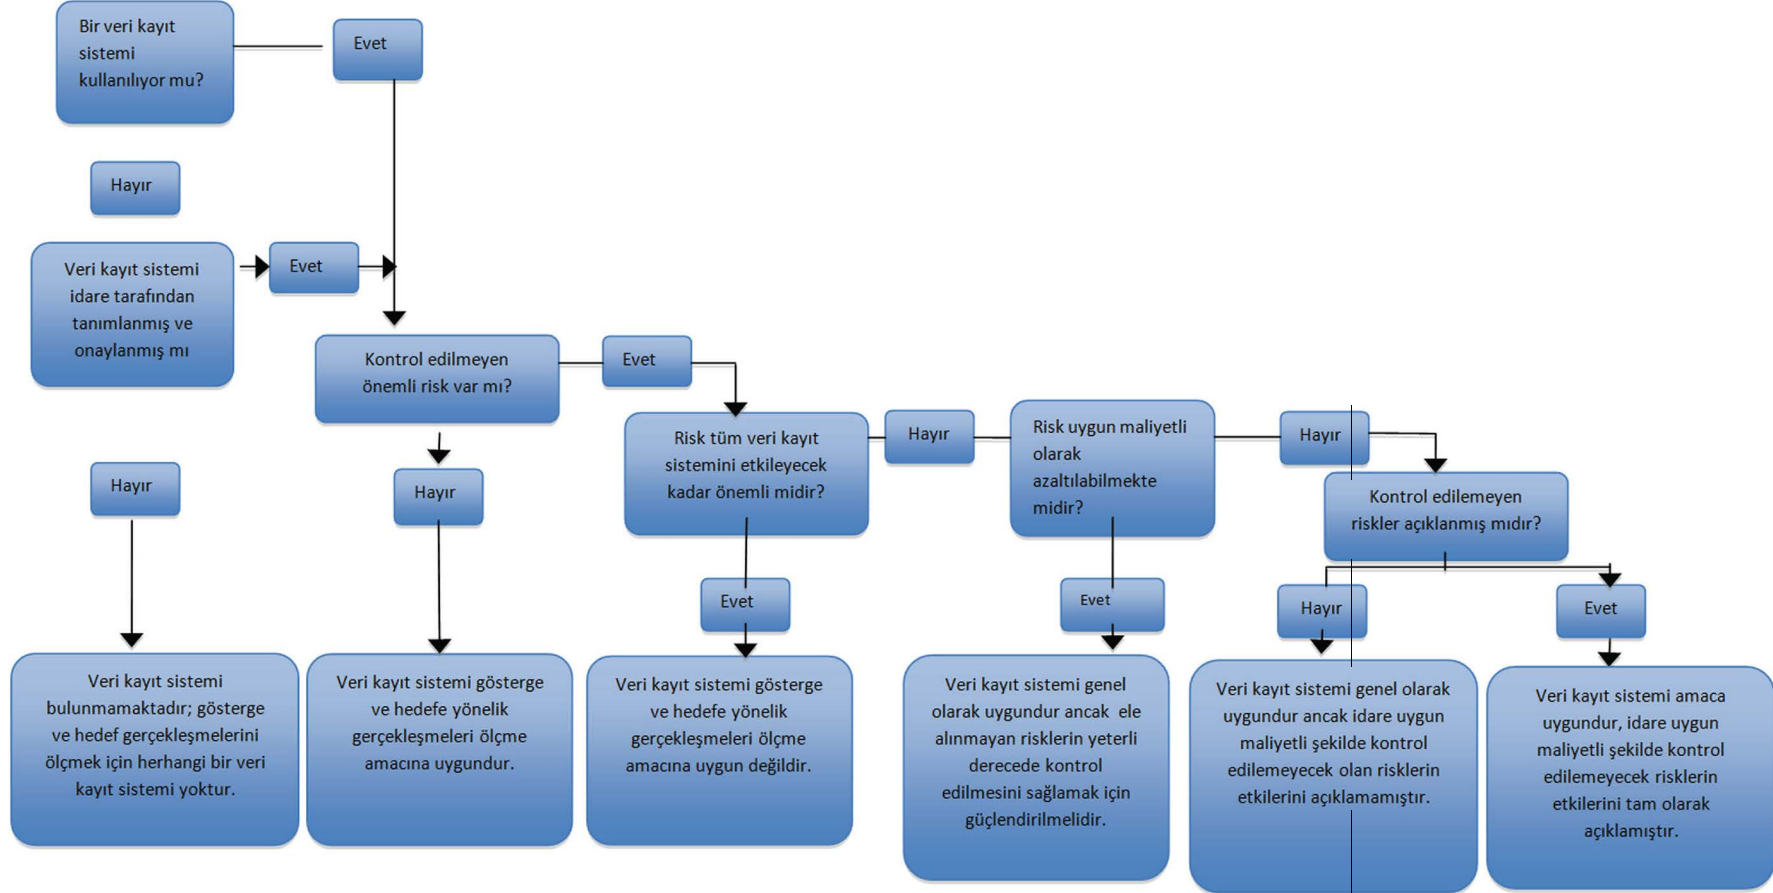 Bir veri kayıt
sistemi
kullanılıyor mu?
Evet
Hayır
Veri kayıt sistemi
idare tarafından
tanımlanmış ve
onaylanmış mı
Evet
Kontrol edilmeyen
önemli risk var mı?
Evet
Risk tüm veri kayıt
sistemini etkileyecek
kadar önemli midir?
Hayır
Risk uygun maliyetli
olarak
azaltılabilmekte
midir?
Hayır
Kontrol edilemeyen
riskler açıklanmış mıdır?
Hayır
Hayır
Evet
Evet
Hayır
Evet
Veri kayıt sistemi
bulunmamaktadır; gösterge
ve hedef gerçekleşmelerini
ölçmek için herhangi bir veri
kayıt sistemi yoktur.
Veri kayıt sistemi gösterge
ve hedefe yönelik
gerçekleşmeleri ölçme
amacına uygundur.
Veri kayıt sistemi gösterge
ve hedefe yönelik
gerçekleşmeleri ölçme
amacına uygun değildir.
Veri kayıt sistemi genel
olarak uygundur ancak ele
alınmayan risklerin yeterli
derecede kontrol
edilmesini sağlamak için
güçlendirilmelidir.
Veri kayıt sistemi genel olarak
uygundur ancak idare uygun
maliyetli şekilde kontrol
edilemeyecek olan risklerin
etkilerini açıklamamıştır.
Veri kayıt sistemi amaca
uygundur, idare uygun
maliyetli şekilde kontrol
edilemeyecek risklerin
etkilerini tam olarak
açıklamıştır.